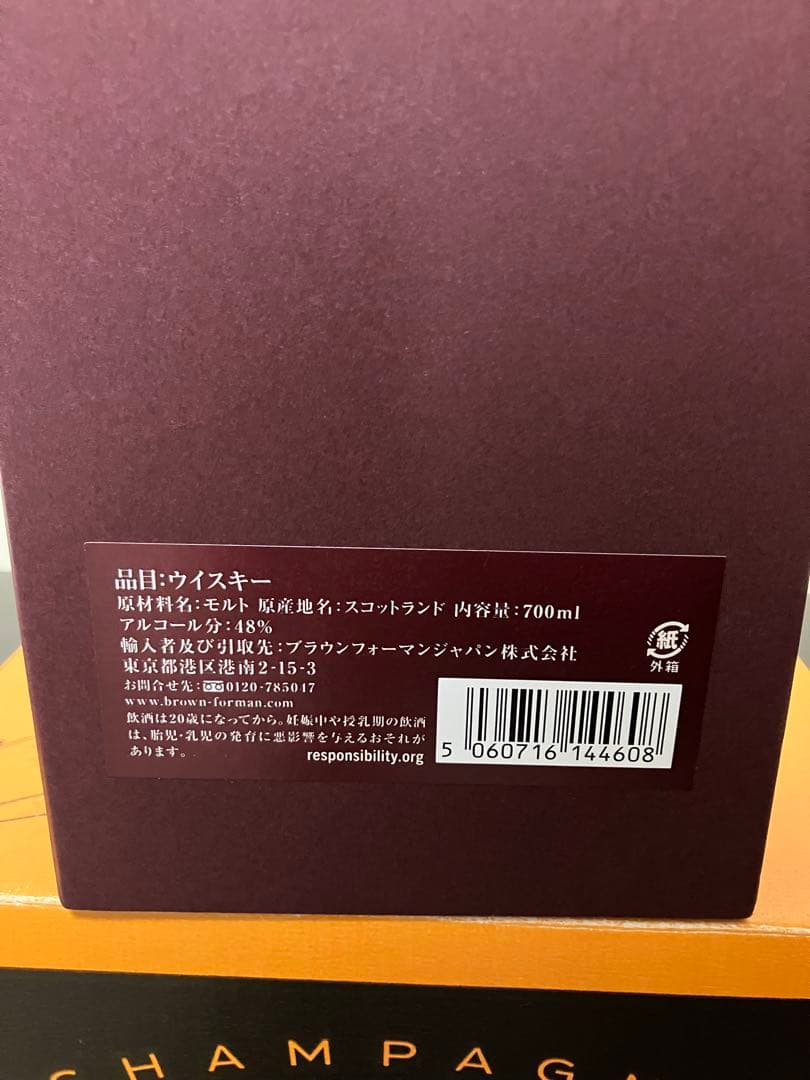 品目:ウイスキー
原材料名:モルト 原産地名:スコットランド 内容量:700ml
アルコール分:48%
輸入者及び引取先:ブラウンフォーマンジャパン株式会社
東京都港区港南2-15-3
お問合せ先:0120-785047
www.brown-forman.com
飲酒は20歳になってから。妊娠中や授乳期の飲酒
は、胎児・乳児の発育に悪影響を与えるおそれが
あります。
responsibility.org
5 060716 144608
紙
外箱
CHAMPAG